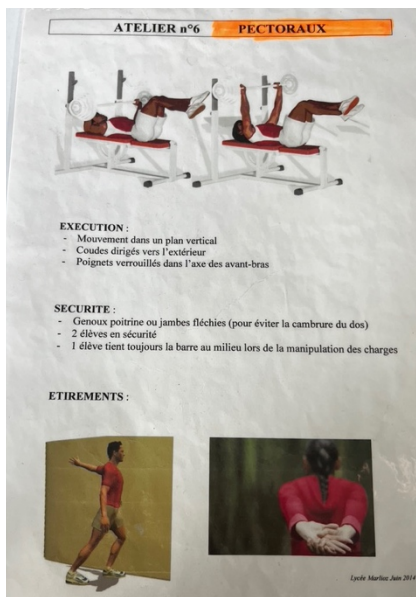 ATELIER n°6 PECTORAUX
EXECUTION :
- Mouvement dans un plan vertical
- Coudes dirigés vers l'extérieur
- Poignets verrouillés dans l'axe des avant-bras
SECURITE :
- Genoux poitrine ou jambes fléchies (pour éviter la cambrure du dos)
- 2 élèves en sécurité
- 1 élève tient toujours la barre au milieu lors de la manipulation des charges
ETIREMENTS :
Lycée Marlioz Juin 2014